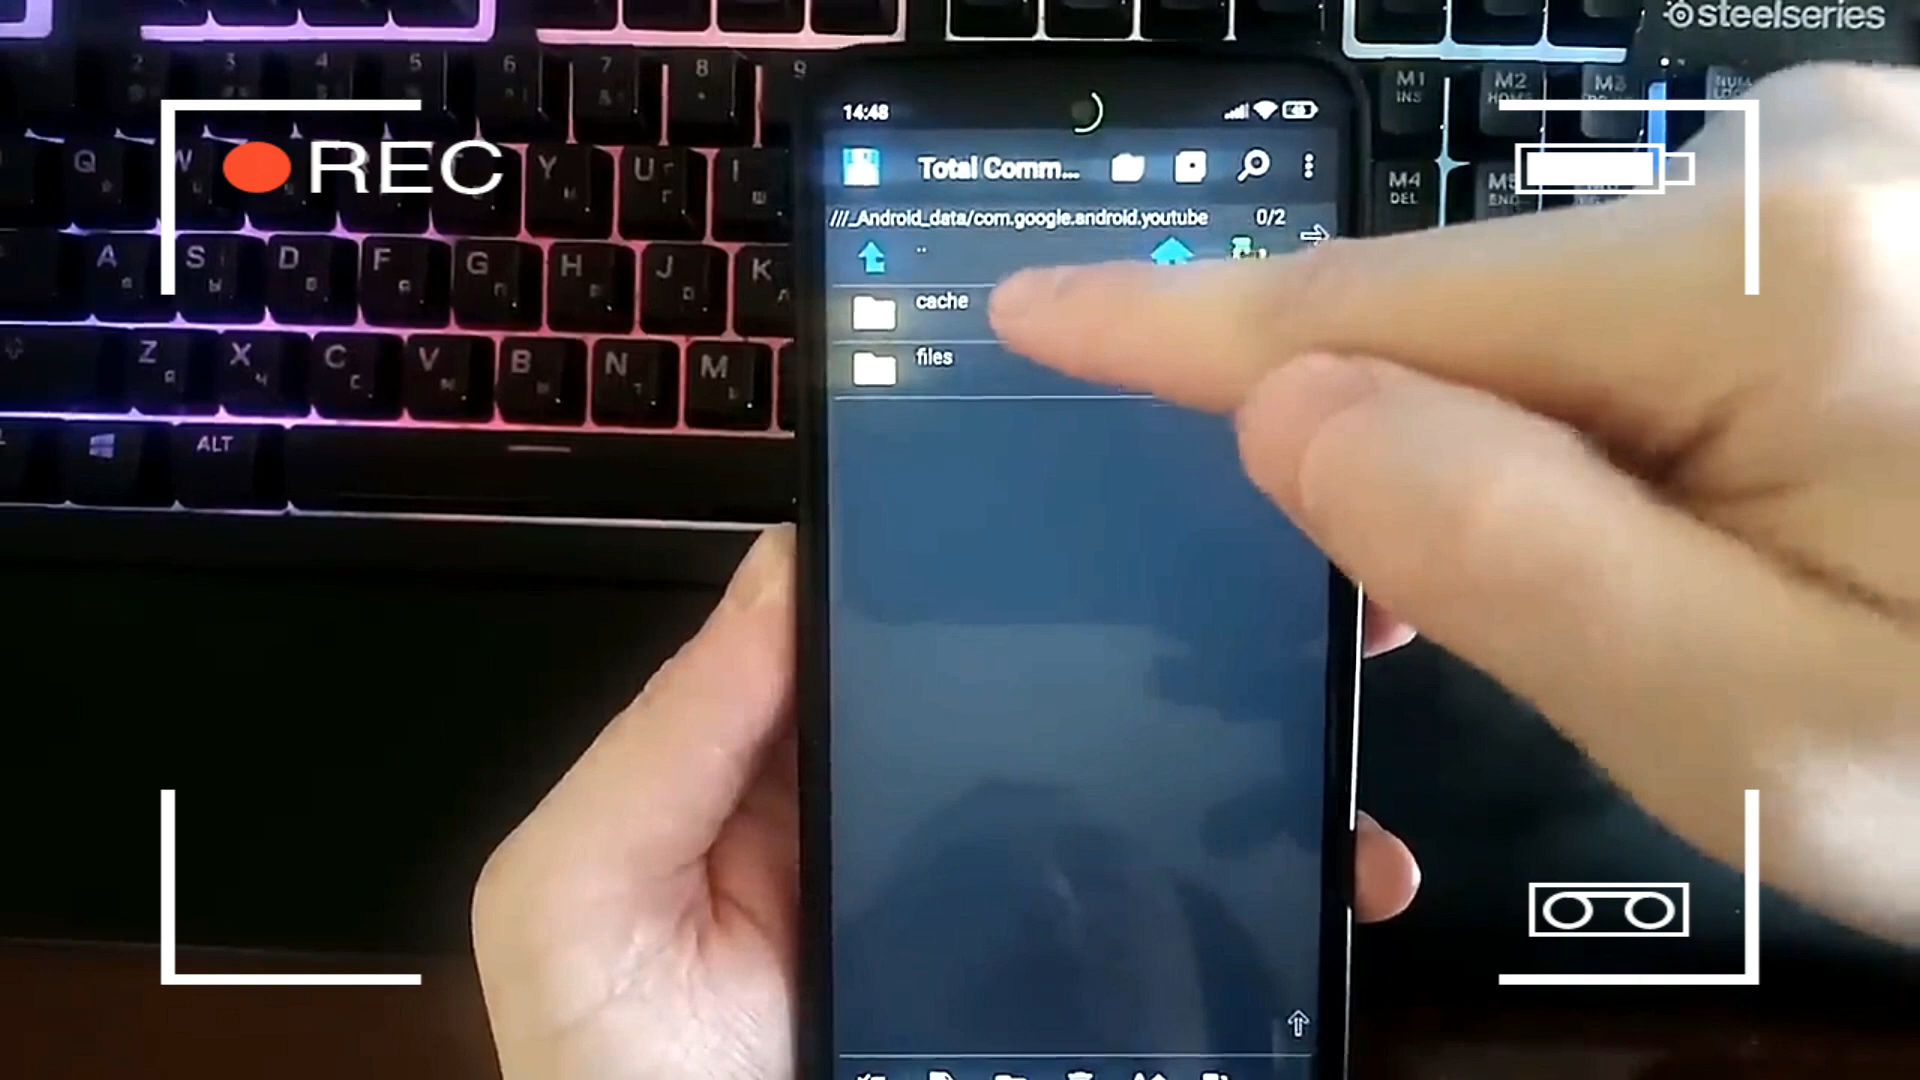 steelseries
2 3 4 5 6 7 8 9
M1 INS
M2
M3
14:48
REC
Q W Y U I
Total Comm...
M4 DEL
///_Android_data/com.google.android.youtube 0/2
..
A S D F G H J K
cache
files
Z X C V B N M
ALT